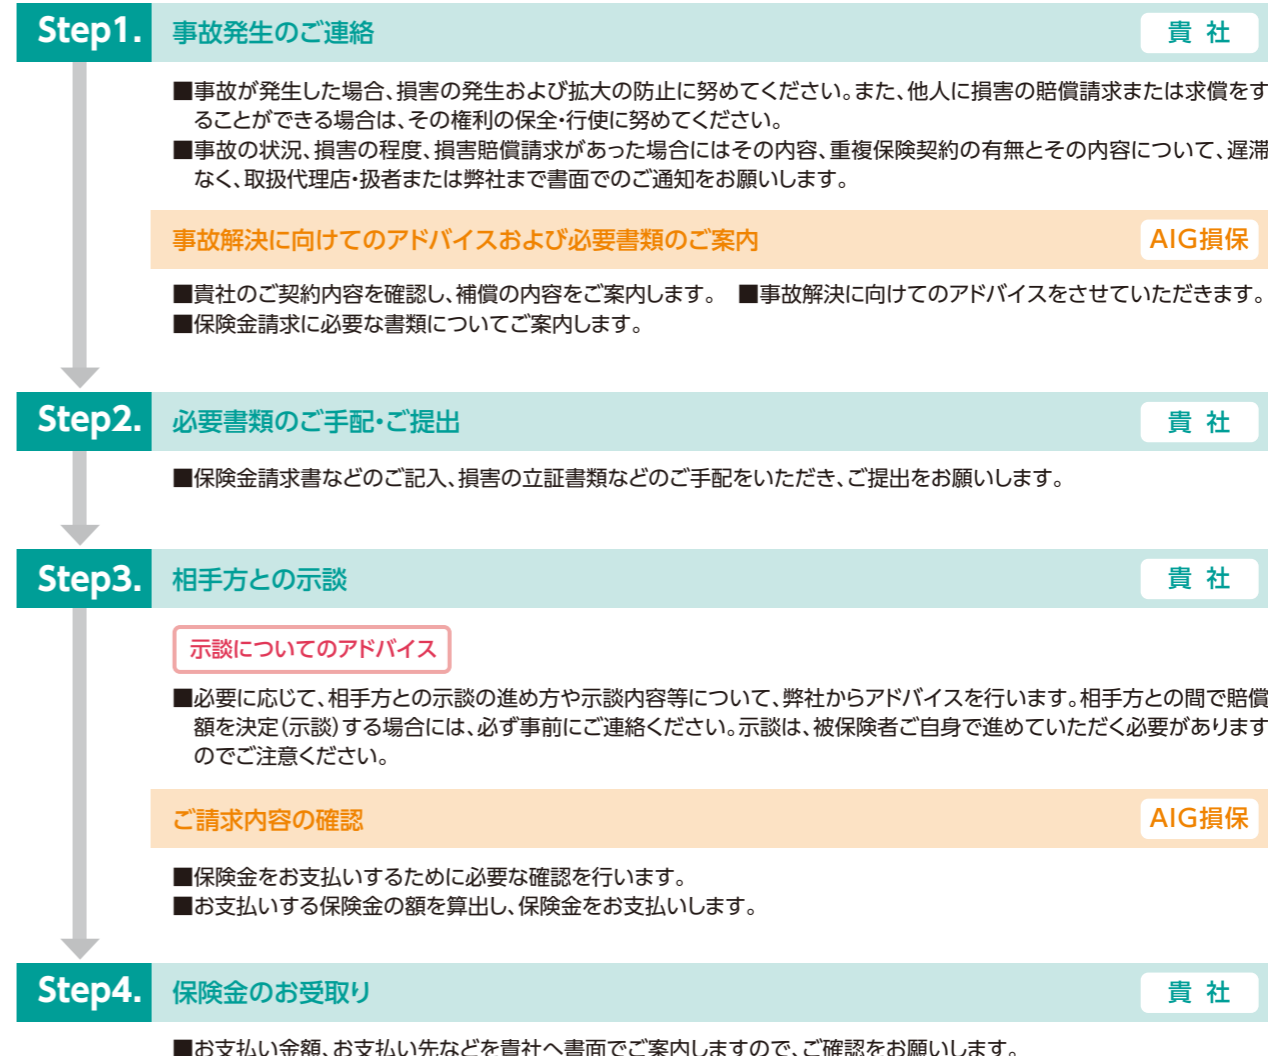 Step1. 事故発生のご連絡 貴 社
■事故が発生した場合、損害の発生および拡大の防止に努めてください。また、他人に損害の賠償請求または求償をす
ることができる場合は、その権利の保全・行使に努めてください。
■事故の状況、損害の程度、損害賠償請求があった場合にはその内容、重複保険契約の有無とその内容について、遅滞
なく、取扱代理店・扱者または弊社まで書面でのご通知をお願いします。
事故解決に向けてのアドバイスおよび必要書類のご案内 AIG損保
■貴社のご契約内容を確認し、補償の内容をご案内します。 ■事故解決に向けてのアドバイスをさせていただきます。
■保険金請求に必要な書類についてご案内します。
Step2. 必要書類のご手配・ご提出 貴 社
■保険金請求書などのご記入、損害の立証書類などのご手配をいただき、ご提出をお願いします。
Step3. 相手方との示談 貴 社
示談についてのアドバイス
■必要に応じて、相手方との示談の進め方や示談内容等について、弊社からアドバイスを行います。相手方との間で賠償
額を決定（示談）する場合には、必ず事前にご連絡ください。示談は、被保険者ご自身で進めていただく必要があります
のでご注意ください。
ご請求内容の確認 AIG損保
■保険金をお支払いするために必要な確認を行います。
■お支払いする保険金の額を算出し、保険金をお支払いします。
Step4. 保険金のお受取り 貴 社
■お支払い金額、お支払い先などを貴社へ書面でご案内しますので、ご確認をお願いします。